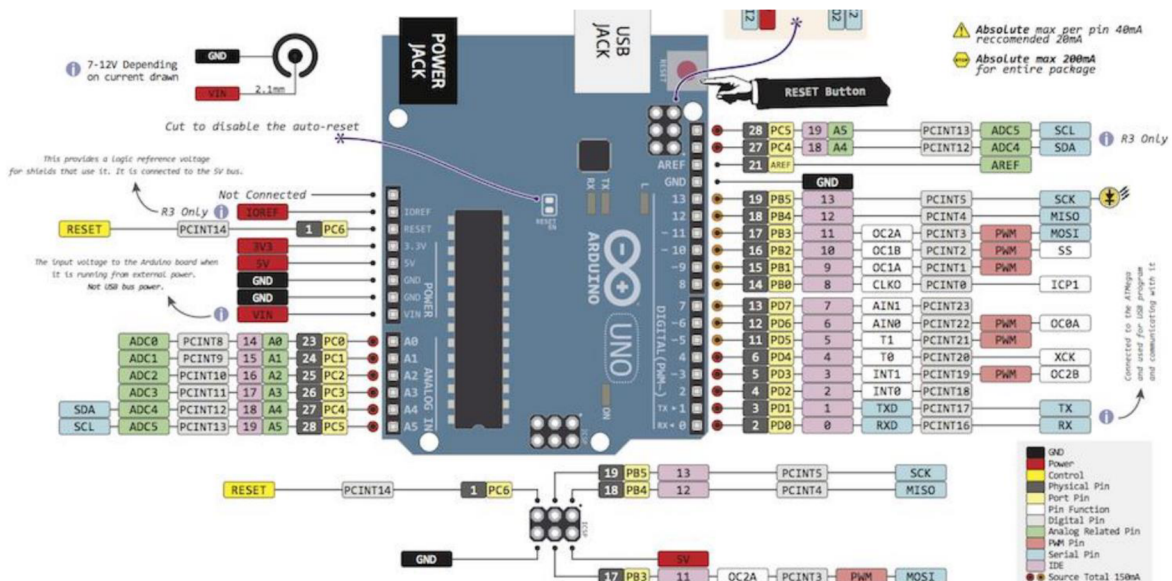 GND
7-12V Depending
on current drawn
VIN
2.1mm
POWER
JACK
USB
JACK
RESET
RESET Button
Absolute max per pin 40mA
reccomended 20mA
Absolute max 200mA
for entire package
Cut to disable the auto-reset
This provides a logic reference voltage
for shields that use it. It is connected to the 5V bus.
Not Connected
R3 Only
IOREF
RESET PCINT14 1 PC6
3V3
5V
GND
GND
VIN
The input voltage to the Arduino board when
it is running from external power.
Not USB bus power.
ADC0 PCINT8 14 A0 23 PC0
ADC1 PCINT9 15 A1 24 PC1
ADC2 PCINT10 16 A2 25 PC2
ADC3 PCINT11 17 A3 26 PC3
SDA ADC4 PCINT12 18 A4 27 PC4
SCL ADC5 PCINT13 19 A5 28 PC5
IOREF
RESET
3.3V
5V
GND
GND
VIN
POWER
A0
A1
A2
A3
A4
A5
ANALOG IN
RESET
EN
RX
TX
L
ARDUINO
UNO
ON
ICSP
AREF
GND
13
12
~11
~10
~9
8
7
~6
~5
4
~3
2
TX 1
RX 0
DIGITAL(PWM~)
28 PC5 19 A5 PCINT13 ADC5 SCL
27 PC4 18 A4 PCINT12 ADC4 SDA
R3 Only
21 AREF AREF
GND
19 PB5 13 PCINT5 SCK
18 PB4 12 PCINT4 MISO
17 PB3 11 OC2A PCINT3 PWM MOSI
16 PB2 10 OC1B PCINT2 PWM SS
15 PB1 9 OC1A PCINT1 PWM
14 PB0 8 CLKO PCINT0 ICP1
13 PD7 7 AIN1 PCINT23
12 PD6 6 AIN0 PCINT22 PWM OC0A
11 PD5 5 T1 PCINT21 PWM
6 PD4 4 T0 PCINT20 XCK
5 PD3 3 INT1 PCINT19 PWM OC2B
4 PD2 2 INT0 PCINT18
3 PD1 1 TXD PCINT17 TX
2 PD0 0 RXD PCINT16 RX
Connected to the ATMega
and used for USB program
and communicating with it
RESET PCINT14 1 PC6
19 PB5 13 PCINT5 SCK
18 PB4 12 PCINT4 MISO
ICSP
GND
5V
17 PB3 11 OC2A PCINT3 PWM MOSI
GND
Power
Control
Physical Pin
Port Pin
Pin Function
Digital Pin
Analog Related Pin
PWM Pin
Serial Pin
IDE
Source Total 150mA